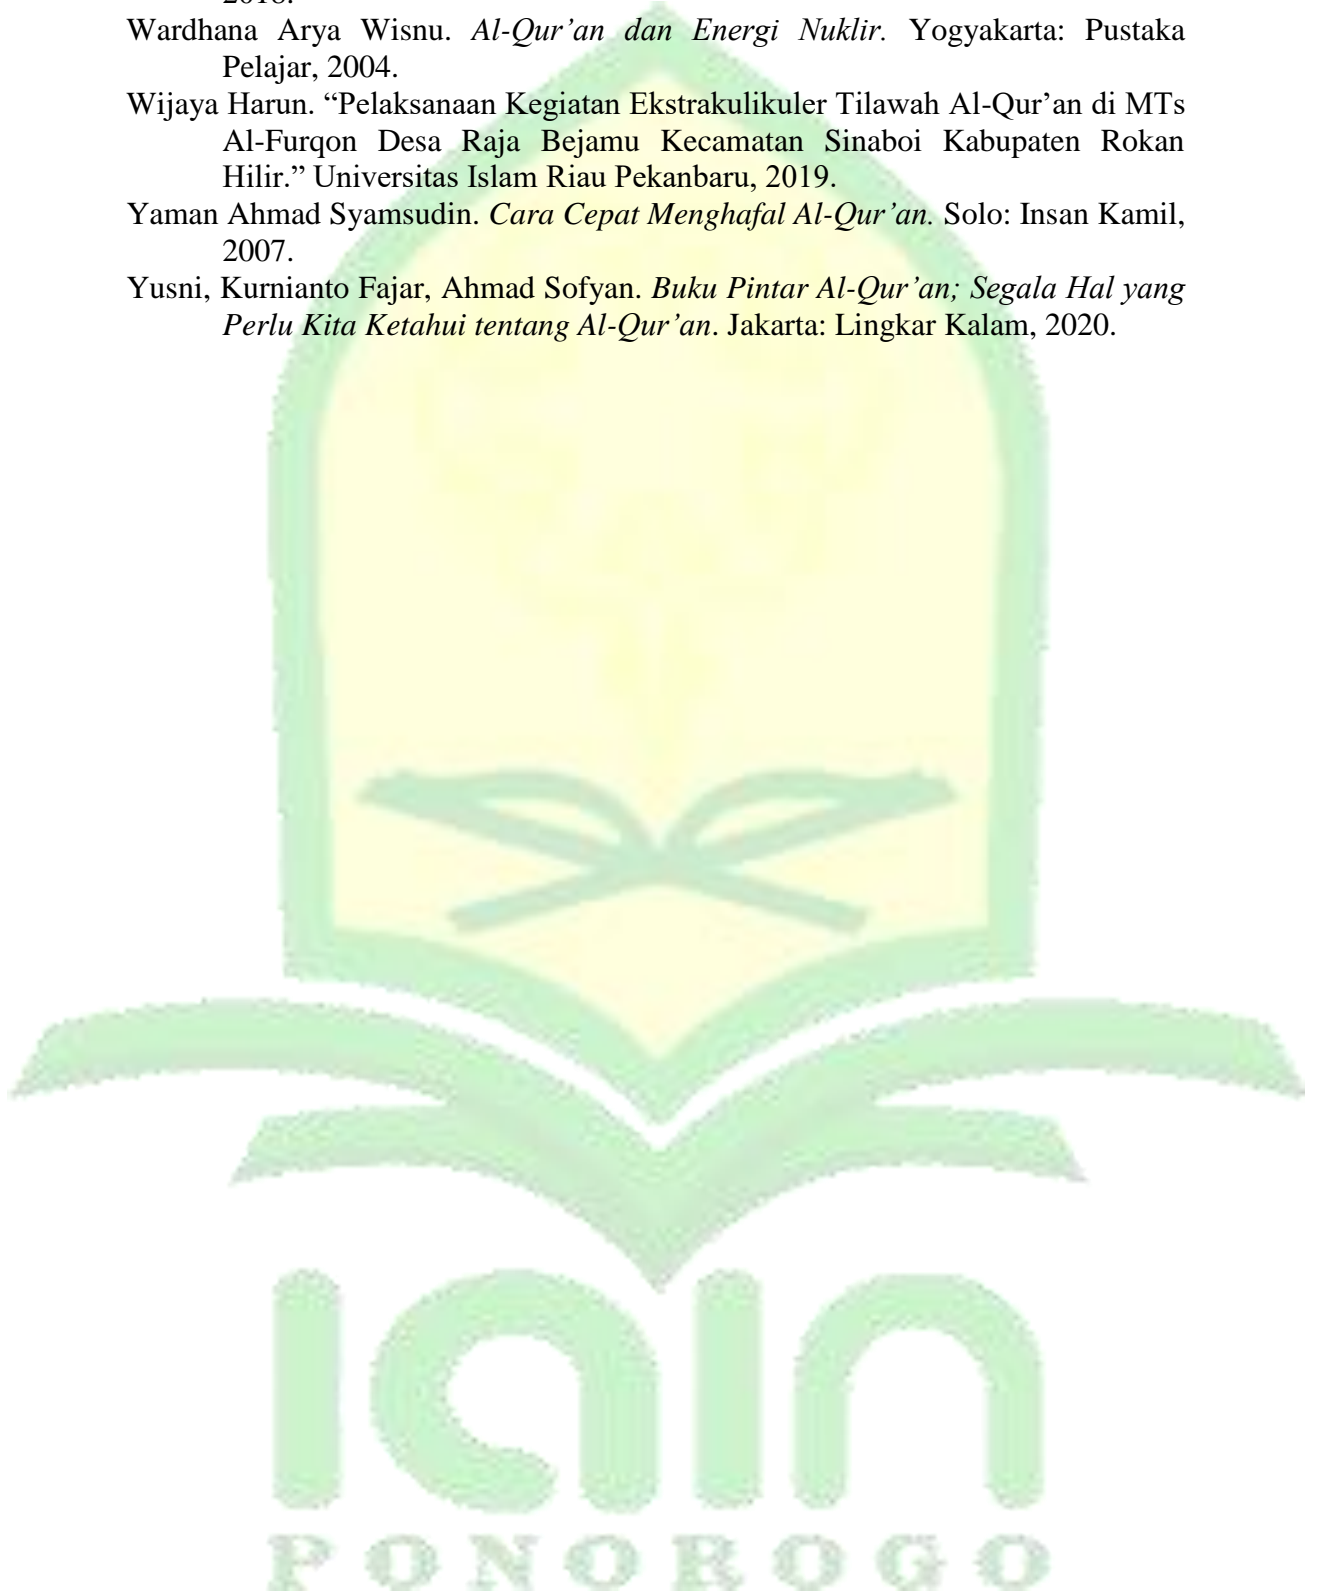 2018.
Wardhana Arya Wisnu. Al-Qur’an dan Energi Nuklir. Yogyakarta: Pustaka
Pelajar, 2004.
Wijaya Harun. “Pelaksanaan Kegiatan Ekstrakulikuler Tilawah Al-Qur’an di MTs
Al-Furqon Desa Raja Bejamu Kecamatan Sinaboi Kabupaten Rokan
Hilir.” Universitas Islam Riau Pekanbaru, 2019.
Yaman Ahmad Syamsudin. Cara Cepat Menghafal Al-Qur’an. Solo: Insan Kamil,
2007.
Yusni, Kurnianto Fajar, Ahmad Sofyan. Buku Pintar Al-Qur’an; Segala Hal yang
Perlu Kita Ketahui tentang Al-Qur’an. Jakarta: Lingkar Kalam, 2020.
iain
PONOROGO